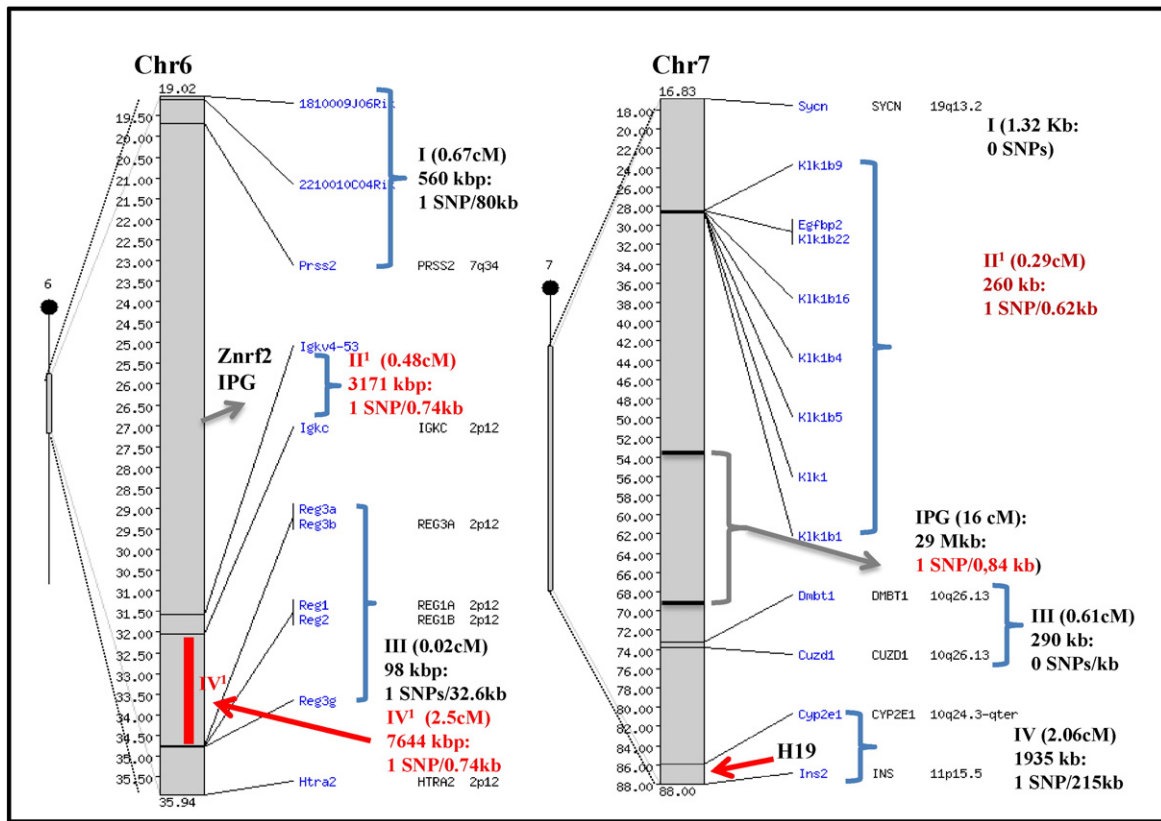 Chr6
19.02
19.50
20.00
20.50
21.00
21.50
22.00
22.50
23.00
23.50
24.00
24.50
25.00
25.50
26.00
26.50
27.00
27.50
28.00
28.50
29.00
29.50
30.00
30.50
31.00
31.50
32.00
32.50
33.00
33.50
34.00
34.50
35.00
35.50
35.94
6
1810009J06Rik
2210010C04Rik
Prss2 PRSS2 7q34
I (0.67cM)
560 kbp:
1 SNP/80kb
Znrf2
IPG
Igkv4-53
II¹ (0.48cM)
3171 kbp:
1 SNP/0.74kb
Igkc IGKC 2p12
Reg3a
Reg3b REG3A 2p12
Reg1 REG1A 2p12
Reg2 REG1B 2p12
III (0.02cM)
98 kbp:
1 SNPs/32.6kb
Reg3g
IV¹
IV¹ (2.5cM)
7644 kbp:
1 SNP/0.74kb
Htra2 HTRA2 2p12
Chr7
16.83
18.00
20.00
22.00
24.00
26.00
28.00
30.00
32.00
34.00
36.00
38.00
40.00
42.00
44.00
46.00
48.00
50.00
52.00
54.00
56.00
58.00
60.00
62.00
64.00
66.00
68.00
70.00
72.00
74.00
76.00
78.00
80.00
82.00
84.00
86.00
88.00
88.00
7
Sycn SYCN 19q13.2
I (1.32 Kb:
0 SNPs)
Klk1b9
Egfbp2
Klk1b22
Klk1b16
Klk1b4
Klk1b5
Klk1
Klk1b1
II¹ (0.29cM)
260 kb:
1 SNP/0.62kb
IPG (16 cM):
29 Mkb:
1 SNP/0,84 kb)
Dmbt1 DMBT1 10q26.13
Cuzd1 CUZD1 10q26.13
III (0.61cM)
290 kb:
0 SNPs/kb
Cyp2e1 CYP2E1 10q24.3-qter
H19
Ins2 INS 11p15.5
IV (2.06cM)
1935 kb:
1 SNP/215kb